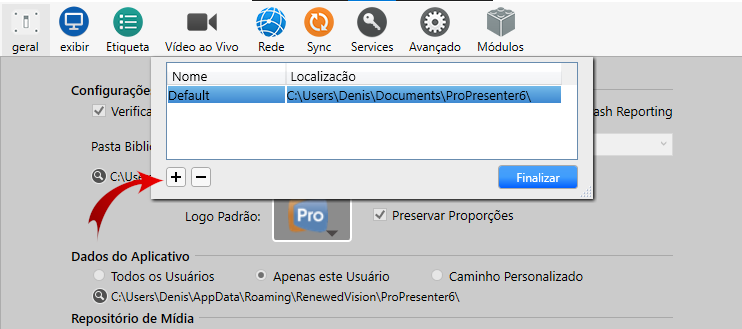 geral exibir Etiqueta Vídeo ao Vivo Rede Sync Services Avançado Módulos
Nome Localização
Default C:\Users\Denis\Documents\ProPresenter6\
Configurações
Verifica ash Reporting
Pasta Biblio
C:\Use
Finalizar
Logo Padrão: Pro Preservar Proporções
Dados do Aplicativo
Todos os Usuários Apenas este Usuário Caminho Personalizado
C:\Users\Denis\AppData\Roaming\RenewedVision\ProPresenter6\
Repositório de Mídia